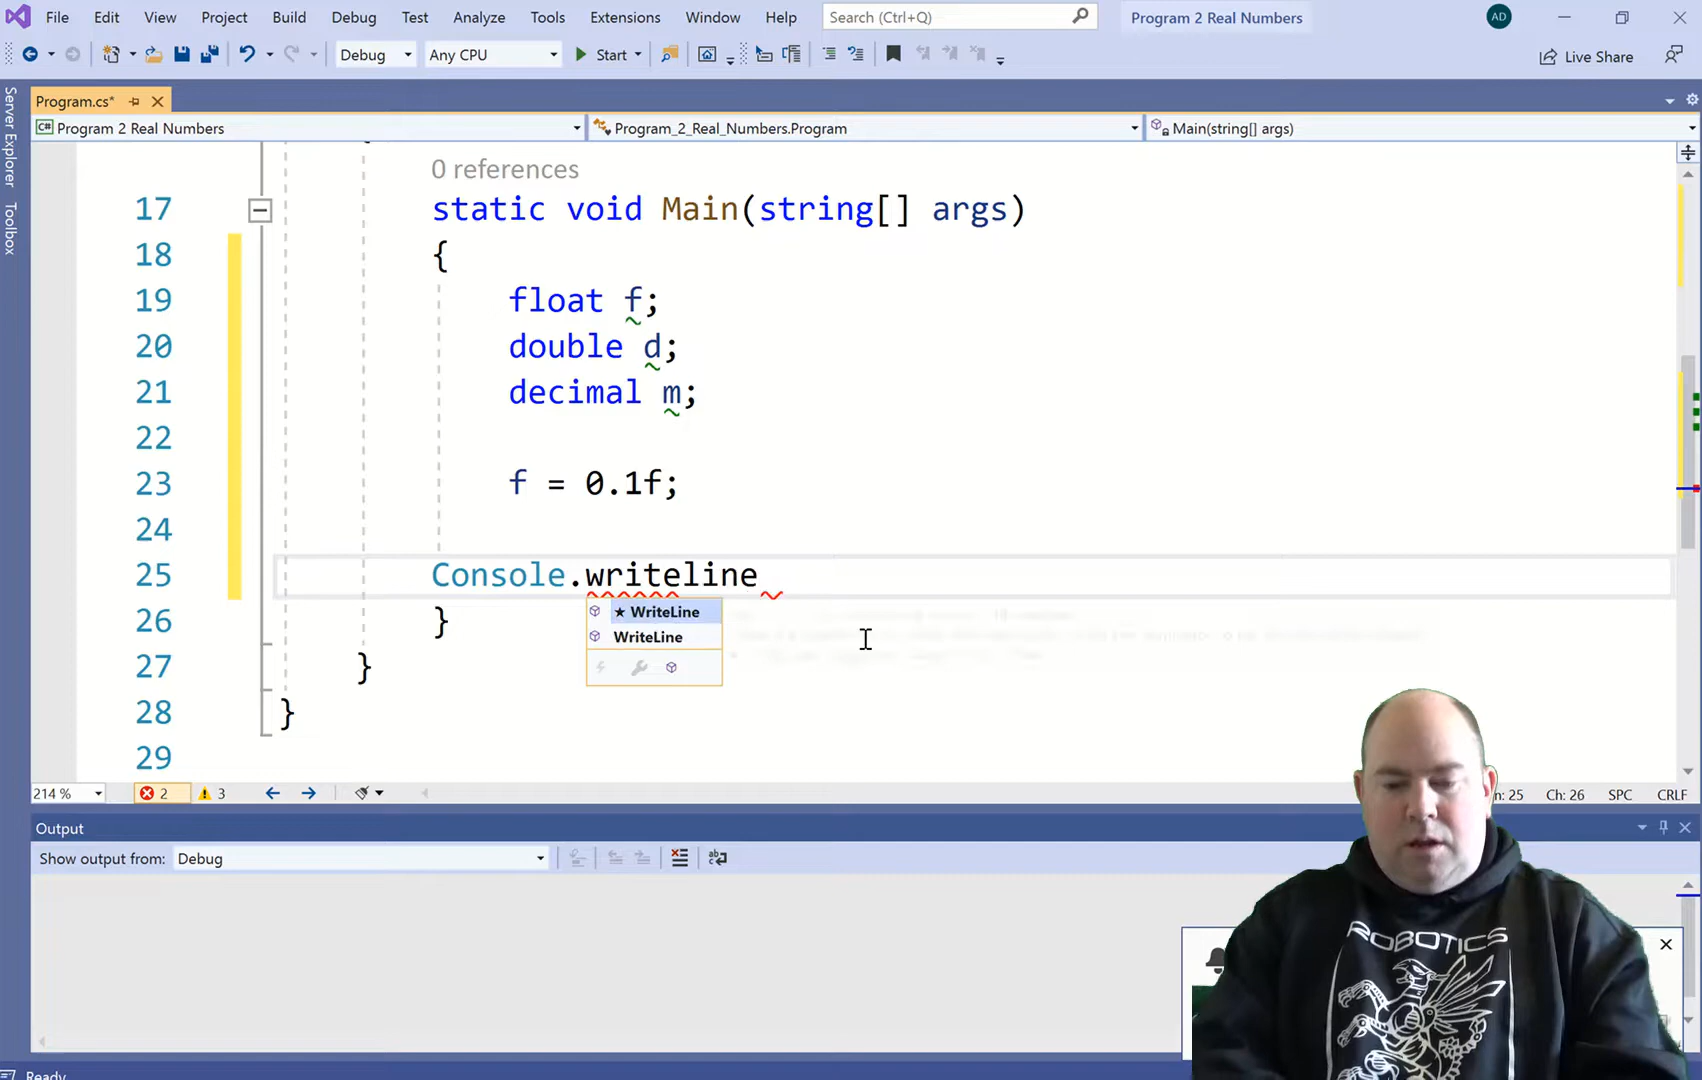 File Edit View Project Build Debug Test Analyze Tools Extensions Window Help Search (Ctrl+Q) Program 2 Real Numbers AD
Debug Any CPU Start Live Share
Server Explorer
Toolbox
Program.cs*
C# Program 2 Real Numbers Program_2_Real_Numbers.Program Main(string[] args)
0 references
17 static void Main(string[] args)
18 {
19 float f;
20 double d;
21 decimal m;
22
23 f = 0.1f;
24
25 Console.writeline
★ WriteLine
WriteLine
26 }
27 }
28 }
29
214 % 2 3 n: 25 Ch: 26 SPC CRLF
Output
Show output from: Debug
ROBOTICS
Ready